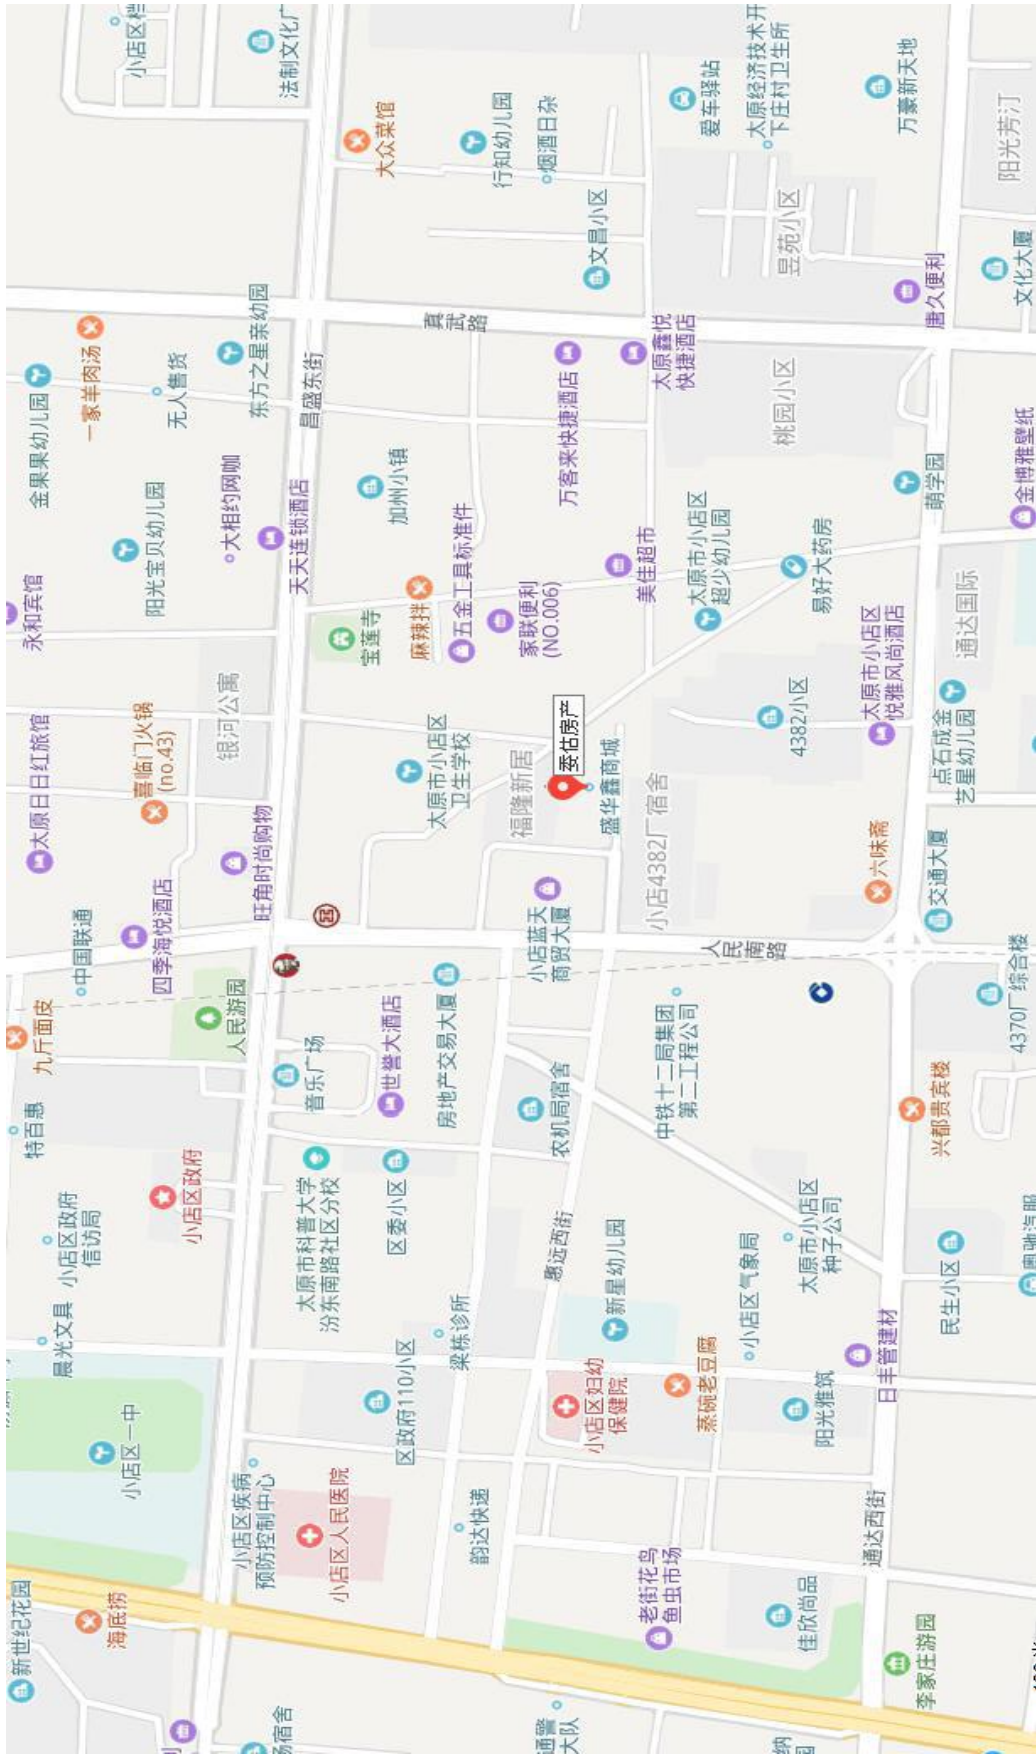 新世纪花园
海底捞
小店区一中
晨光文具
小店区政府
信访局
特百惠
九斤面皮
中国联通
四季海悦酒店
太原日日红旅馆
喜临门火锅
(no.43)
永和宾馆
阳光宝贝幼儿园
金果果幼儿园
一家羊肉汤
无人售货
小店区政府
人民游园
旺角时尚购物
银河公寓
大相约网咖
东方之星亲幼园
法制文化广
小店区疾病
预防控制中心
小店区人民医院
太原市科普大学
汾东南路社区分校
音乐广场
天天连锁酒店
昌盛东街
区政府110小区
区委小区
世誉大酒店
宝莲寺
加州小镇
大众菜馆
梁栋诊所
韵达快递
房地产交易大厦
太原市小店区
卫生学校
麻辣拌
五金工具标准件
真武路
行知幼儿园
烟酒日杂
惠远西街
农机局宿舍
小店蓝天
商贸大厦
福隆新居
委估房产
盛华鑫商城
家联便利
(NO.006)
万客来快捷酒店
文昌小区
小店区妇幼
保健院
新星幼儿园
老街花鸟
鱼虫市场
蒸碗老豆腐
中铁十二局集团
第二工程公司
小店4382厂宿舍
美佳超市
太原市小店区
超少幼儿园
太原鑫悦
快捷酒店
爱车驿站
小店区气象局
人民南路
太原经济技术开
下庄村卫生所
佳欣尚品
阳光雅筑
太原市小店区
种子公司
4382小区
易好大药房
桃园小区
昱苑小区
通达西街
日丰管建材
六味斋
太原市小店区
悦雅风尚酒店
万豪新天地
李家庄游园
民生小区
兴都贵宾楼
交通大厦
点石成金
艺星幼儿园
通达国际
萌学园
唐久便利
4370厂综合楼
金博雅壁纸
文化大厦
阳光芳汀